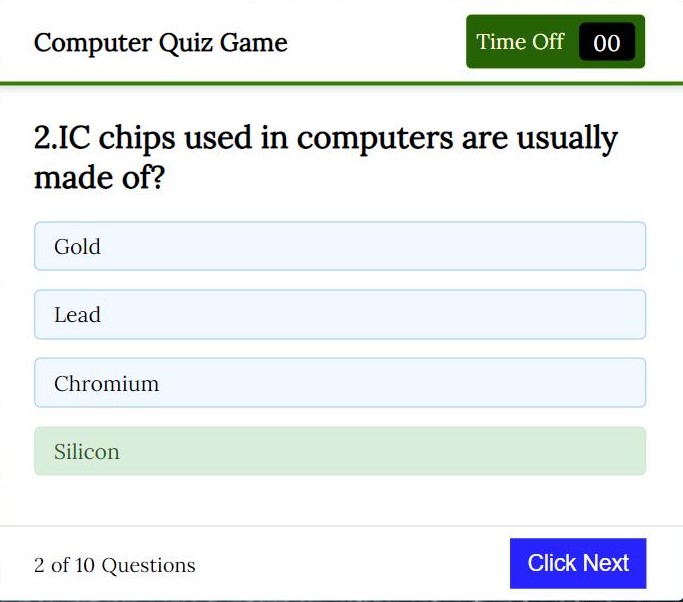 Computer Quiz Game
Time Off 00
2.IC chips used in computers are usually
made of?
Gold
Lead
Chromium
Silicon
2 of 10 Questions
Click Next